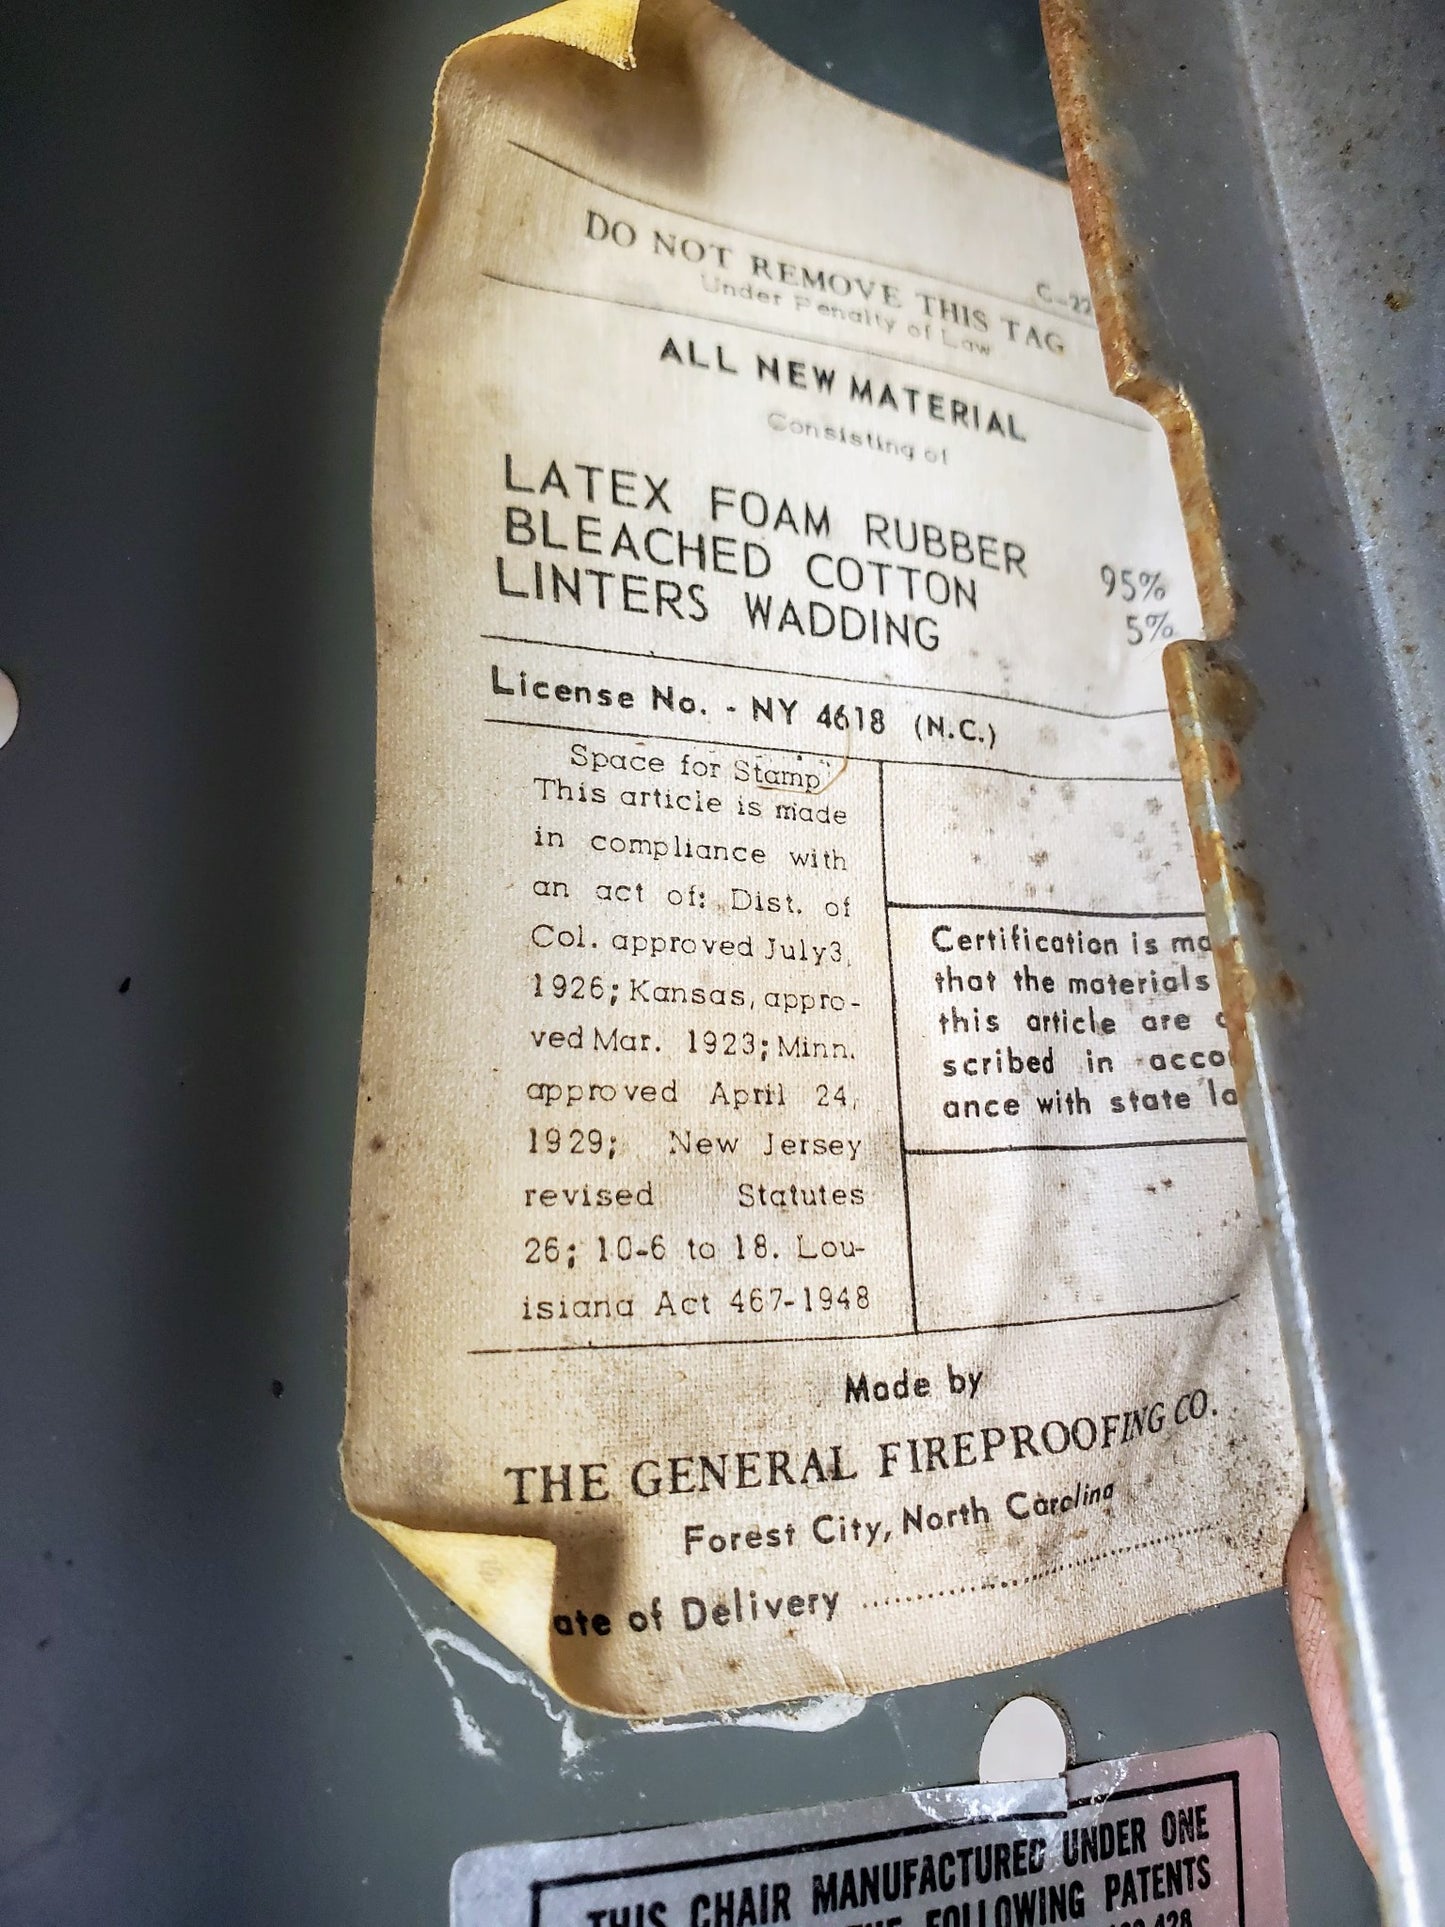 DO NOT REMOVE THIS TAG
Under Penalty of Law
C-22
ALL NEW MATERIAL
Consisting of
LATEX FOAM RUBBER 95%
BLEACHED COTTON
LINTERS WADDING 5%
License No. - NY 4618 (N.C.)
Space for Stamp
This article is made
in compliance with
an act of: Dist. of
Col. approved July 3,
1926; Kansas, appro-
ved Mar. 1923; Minn.
approved April 24,
1929; New Jersey
revised Statutes
26; 10-6 to 18. Lou-
isiana Act 467-1948
Certification is
that the materials
this article are
scribed in acco
ance with state
Made by
THE GENERAL FIREPROOFING CO.
Forest City, North Carolina
ate of Delivery
THIS CHAIR MANUFACTURED UNDER ONE
FOLLOWING PATENTS